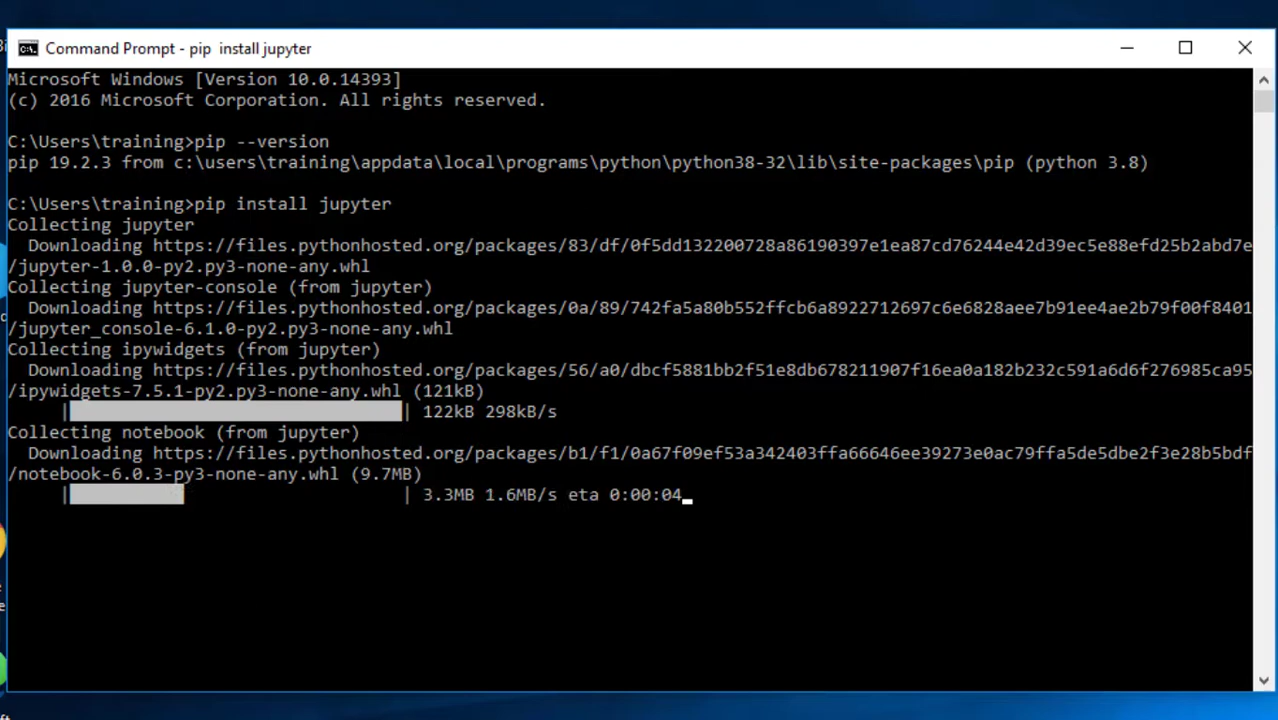 Command Prompt - pip  install jupyter
Microsoft Windows [Version 10.0.14393]
(c) 2016 Microsoft Corporation. All rights reserved.
C:\Users\training>pip --version
pip 19.2.3 from c:\users\training\appdata\local\programs\python\python38-32\lib\site-packages\pip (python 3.8)
C:\Users\training>pip install jupyter
Collecting jupyter
  Downloading https://files.pythonhosted.org/packages/83/df/0f5dd132200728a86190397e1ea87cd76244e42d39ec5e88efd25b2abd7e
/jupyter-1.0.0-py2.py3-none-any.whl
Collecting jupyter-console (from jupyter)
  Downloading https://files.pythonhosted.org/packages/0a/89/742fa5a80b552ffcb6a8922712697c6e6828aee7b91ee4ae2b79f00f8401
/jupyter_console-6.1.0-py2.py3-none-any.whl
Collecting ipywidgets (from jupyter)
  Downloading https://files.pythonhosted.org/packages/56/a0/dbcf5881bb2f51e8db678211907f16ea0a182b232c591a6d6f276985ca95
/ipywidgets-7.5.1-py2.py3-none-any.whl (121kB)
| | 122kB 298kB/s
Collecting notebook (from jupyter)
  Downloading https://files.pythonhosted.org/packages/b1/f1/0a67f09ef53a342403ffa66646ee39273e0ac79ffa5de5dbe2f3e28b5bdf
/notebook-6.0.3-py3-none-any.whl (9.7MB)
| | 3.3MB 1.6MB/s eta 0:00:04